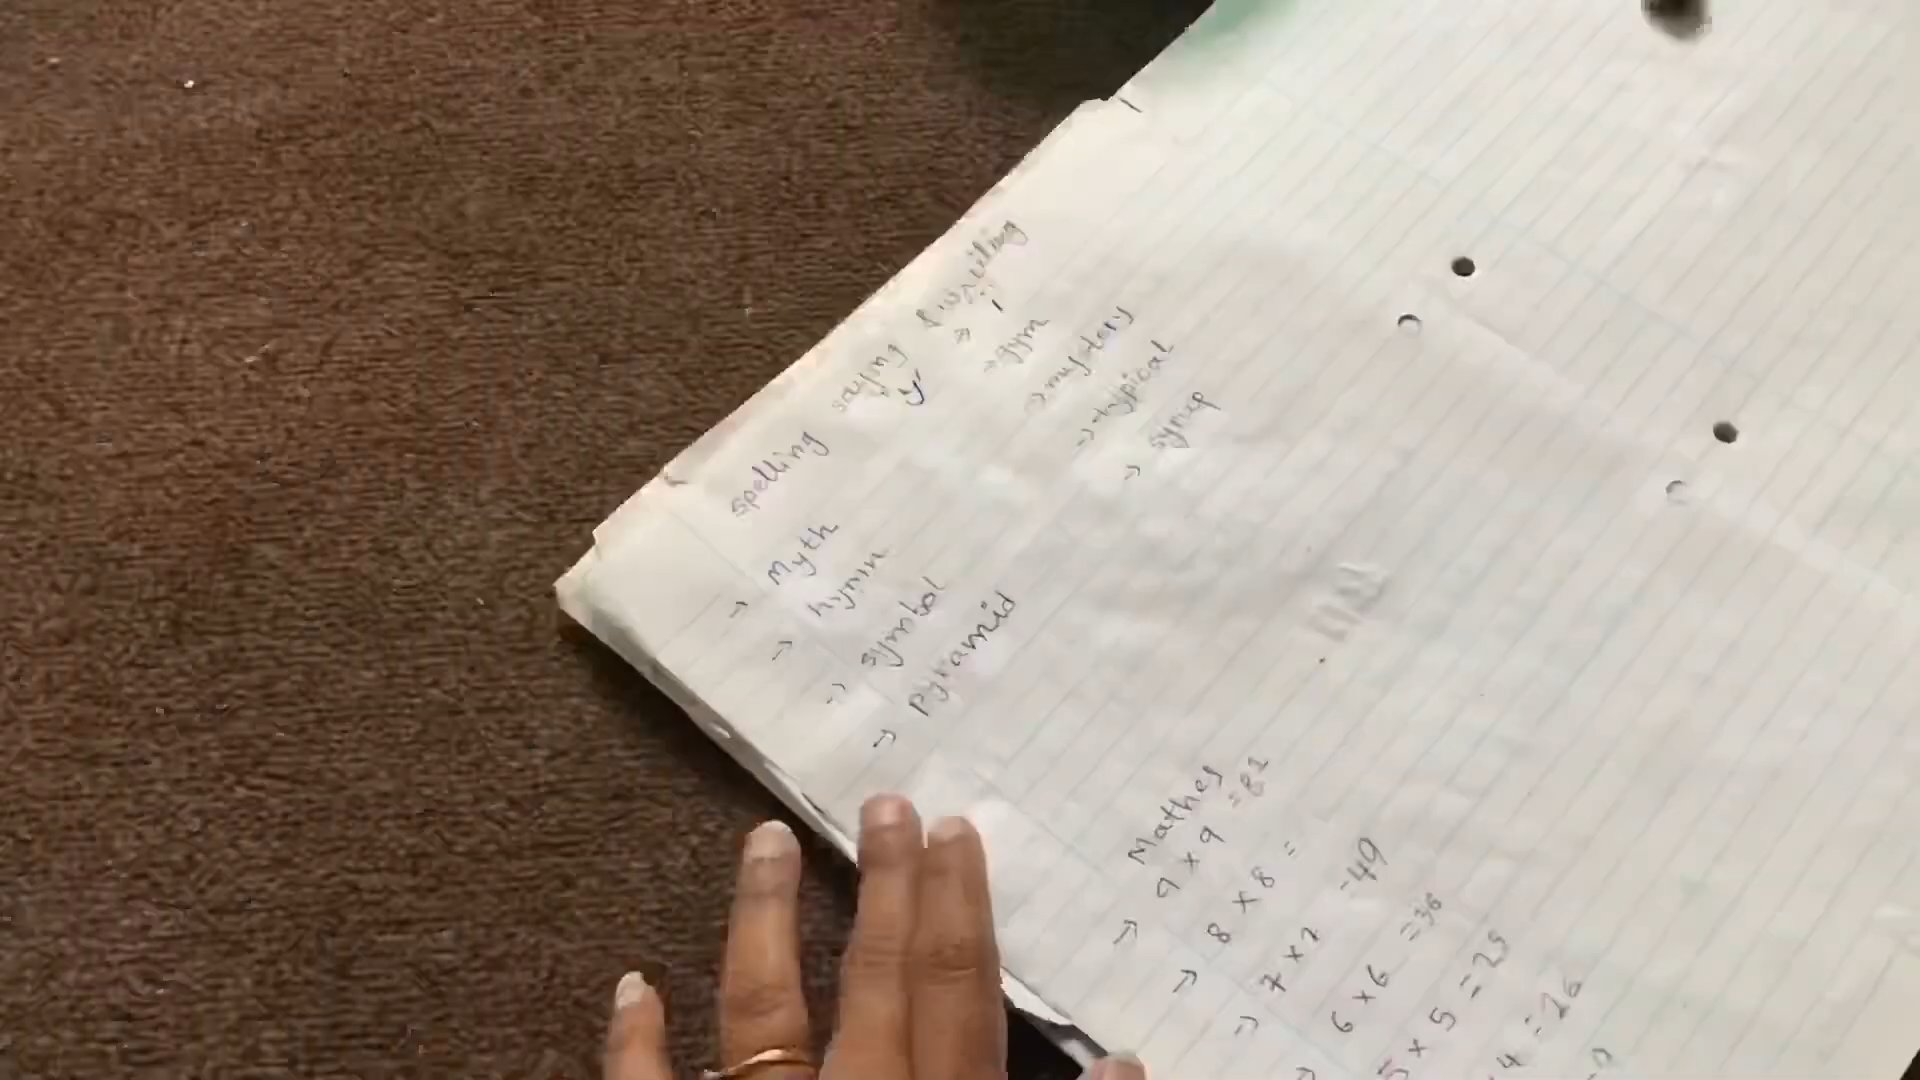 spelling saying 'y' & writing => i
-> Myth
-> hymn
-> symbol
-> Pyramid
-> gym
-> mystery
-> typical
-> syrup
Mathes
-> 9 x 9 = 81
-> 8 x 8 =
-> 7 x 7 - 49
-> 6 x 6 = 36
5 x 5 = 25
4 = 16